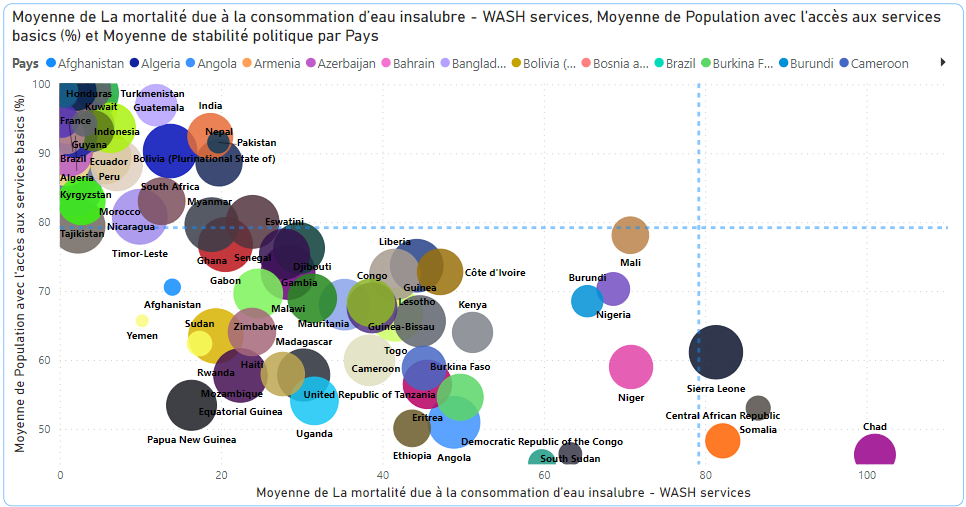 Moyenne de La mortalité due à la consommation d'eau insalubre - WASH services, Moyenne de Population avec l'accès aux services
basics (%) et Moyenne de stabilité politique par Pays
Pays Afghanistan Algeria Angola Armenia Azerbaijan Bahrain Banglad... Bolivia (... Bosnia a... Brazil Burkina F... Burundi Cameroon
Moyenne de Population avec l'accès aux services basics (%)
100
90
80
70
60
50
Honduras
Turkmenistan
Kuwait
Guatemala
India
France
Indonesia
Nepal
Guyana
Pakistan
Brazil
Ecuador
Bolivia (Plurinational State of)
Algeria
Peru
Kyrgyzstan
South Africa
Morocco
Myanmar
Nicaragua
Eswatini
Tajikistan
Timor-Leste
Ghana
Senegal
Liberia
Mali
Djibouti
Gabon
Gambia
Congo
Côte d'Ivoire
Guinea
Burundi
Afghanistan
Malawi
Lesotho
Kenya
Nigeria
Yemen
Sudan
Zimbabwe
Mauritania
Guinea-Bissau
Madagascar
Togo
Haiti
Rwanda
Cameroon
Burkina Faso
Mozambique
United Republic of Tanzania
Niger
Sierra Leone
Equatorial Guinea
Papua New Guinea
Uganda
Eritrea
Central African Republic
Somalia
Chad
Ethiopia
Angola
Democratic Republic of the Congo
South Sudan
0
20
40
60
80
100
Moyenne de La mortalité due à la consommation d'eau insalubre - WASH services